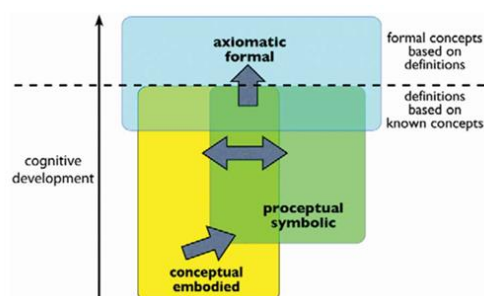 axiomatic
formal
formal concepts
based on
definitions
definitions
based on
known concepts
cognitive
development
proceptual
symbolic
conceptual
embodied